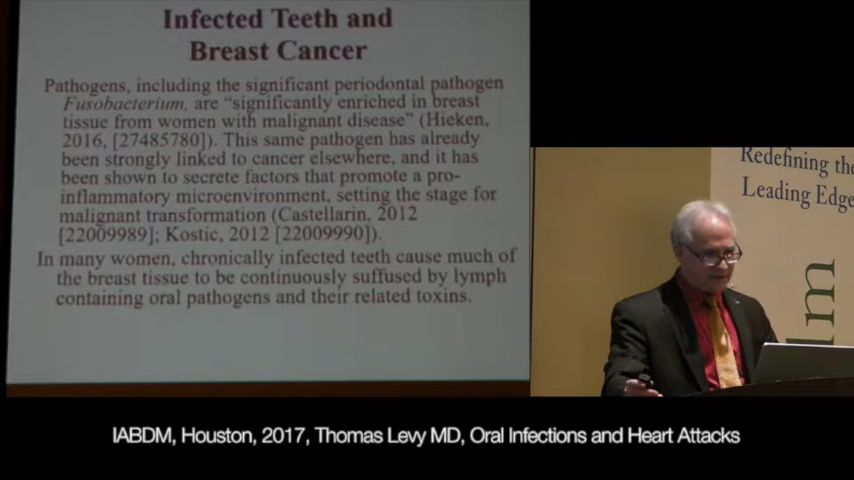 Infected Teeth and
Breast Cancer
Pathogens, including the significant periodontal pathogen
Fusobacterium, are “significantly enriched in breast
tissue from women with malignant disease” (Hieken,
2016, [27485780]). This same pathogen has already
been strongly linked to cancer elsewhere, and it has
been shown to secrete factors that promote a pro-
inflammatory microenvironment, setting the stage for
malignant transformation (Castellarin, 2012
[22009989]; Kostic, 2012 [22009990]).
In many women, chronically infected teeth cause much of
the breast tissue to be continuously suffused by lymph
containing oral pathogens and their related toxins.
Redefining the
Leading Edge
dm
IABDM, Houston, 2017, Thomas Levy MD, Oral Infections and Heart Attacks